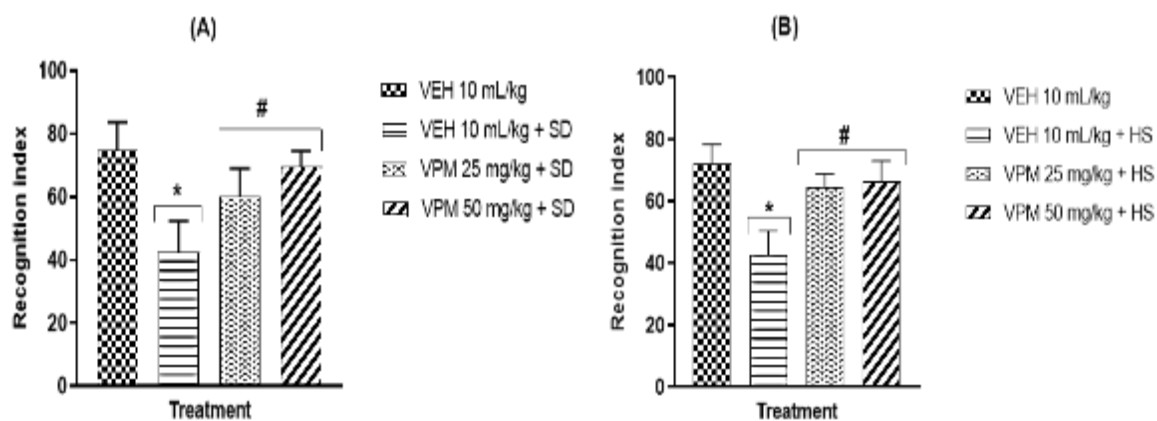 (A)
Recognition index
100
80
60
40
20
0
*
#
Treatment
VEH 10 mL/kg
VEH 10 mL/kg + SD
VPM 25 mg/kg + SD
VPM 50 mg/kg + SD
(B)
Recognition index
100
80
60
40
20
0
*
#
Treatment
VEH 10 mL/kg
VEH 10 mL/kg + HS
VPM 25 mg/kg + HS
VPM 50 mg/kg + HS